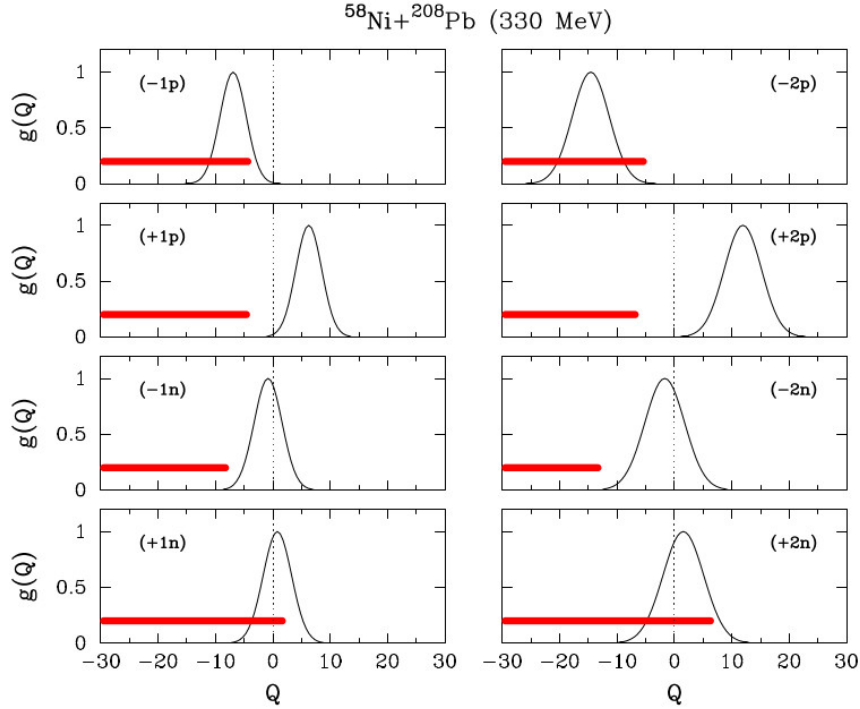 ⁵⁸Ni+²⁰⁸Pb (330 MeV)
g(Q) 1 0.5 0 (−1p) (−2p)
g(Q) 1 0.5 0 (+1p) (+2p)
g(Q) 1 0.5 0 (−1n) (−2n)
g(Q) 1 0.5 0 (+1n) (+2n)
−30 −20 −10 0 10 20 30 −30 −20 −10 0 10 20 30
Q Q